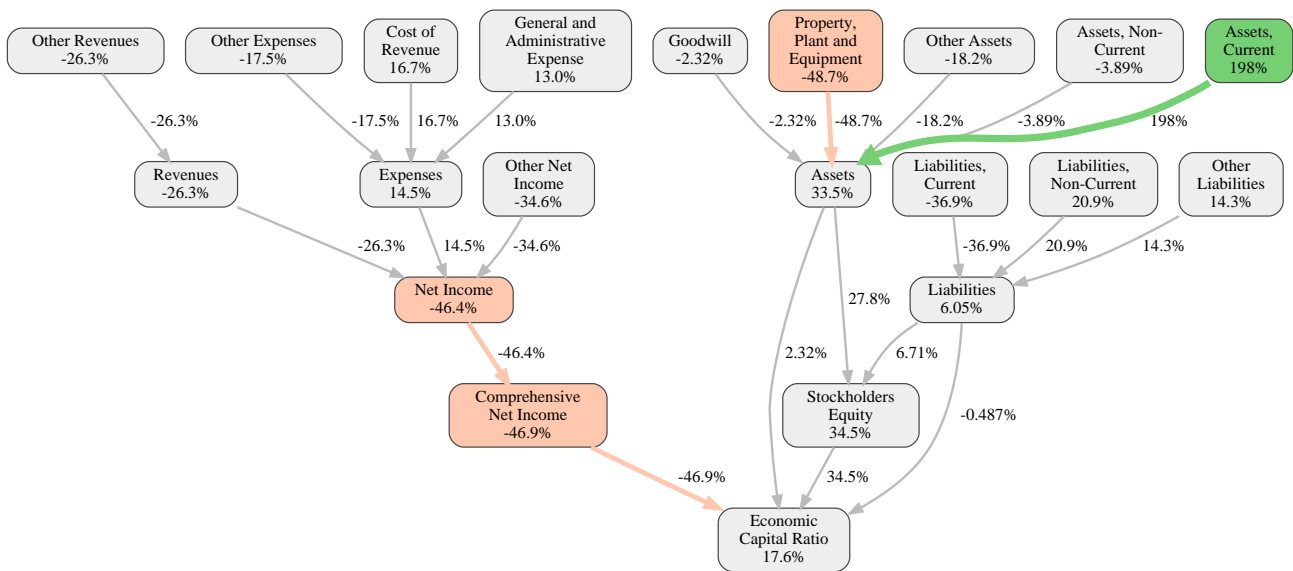 Other Revenues
-26.3%
Other Expenses
-17.5%
Cost of
Revenue
16.7%
General and
Administrative
Expense
13.0%
Goodwill
-2.32%
Property,
Plant and
Equipment
-48.7%
Other Assets
-18.2%
Assets, Non-
Current
-3.89%
Assets,
Current
198%
-26.3%
-17.5%
16.7%
13.0%
-2.32%
-48.7%
-18.2%
-3.89%
198%
Revenues
-26.3%
Expenses
14.5%
Other Net
Income
-34.6%
Assets
33.5%
Liabilities,
Current
-36.9%
Liabilities,
Non-Current
20.9%
Other
Liabilities
14.3%
-26.3%
14.5%
-34.6%
-36.9%
20.9%
14.3%
Net Income
-46.4%
Liabilities
6.05%
27.8%
-46.4%
2.32%
6.71%
Comprehensive
Net Income
-46.9%
Stockholders
Equity
34.5%
-0.487%
-46.9%
34.5%
Economic
Capital Ratio
17.6%